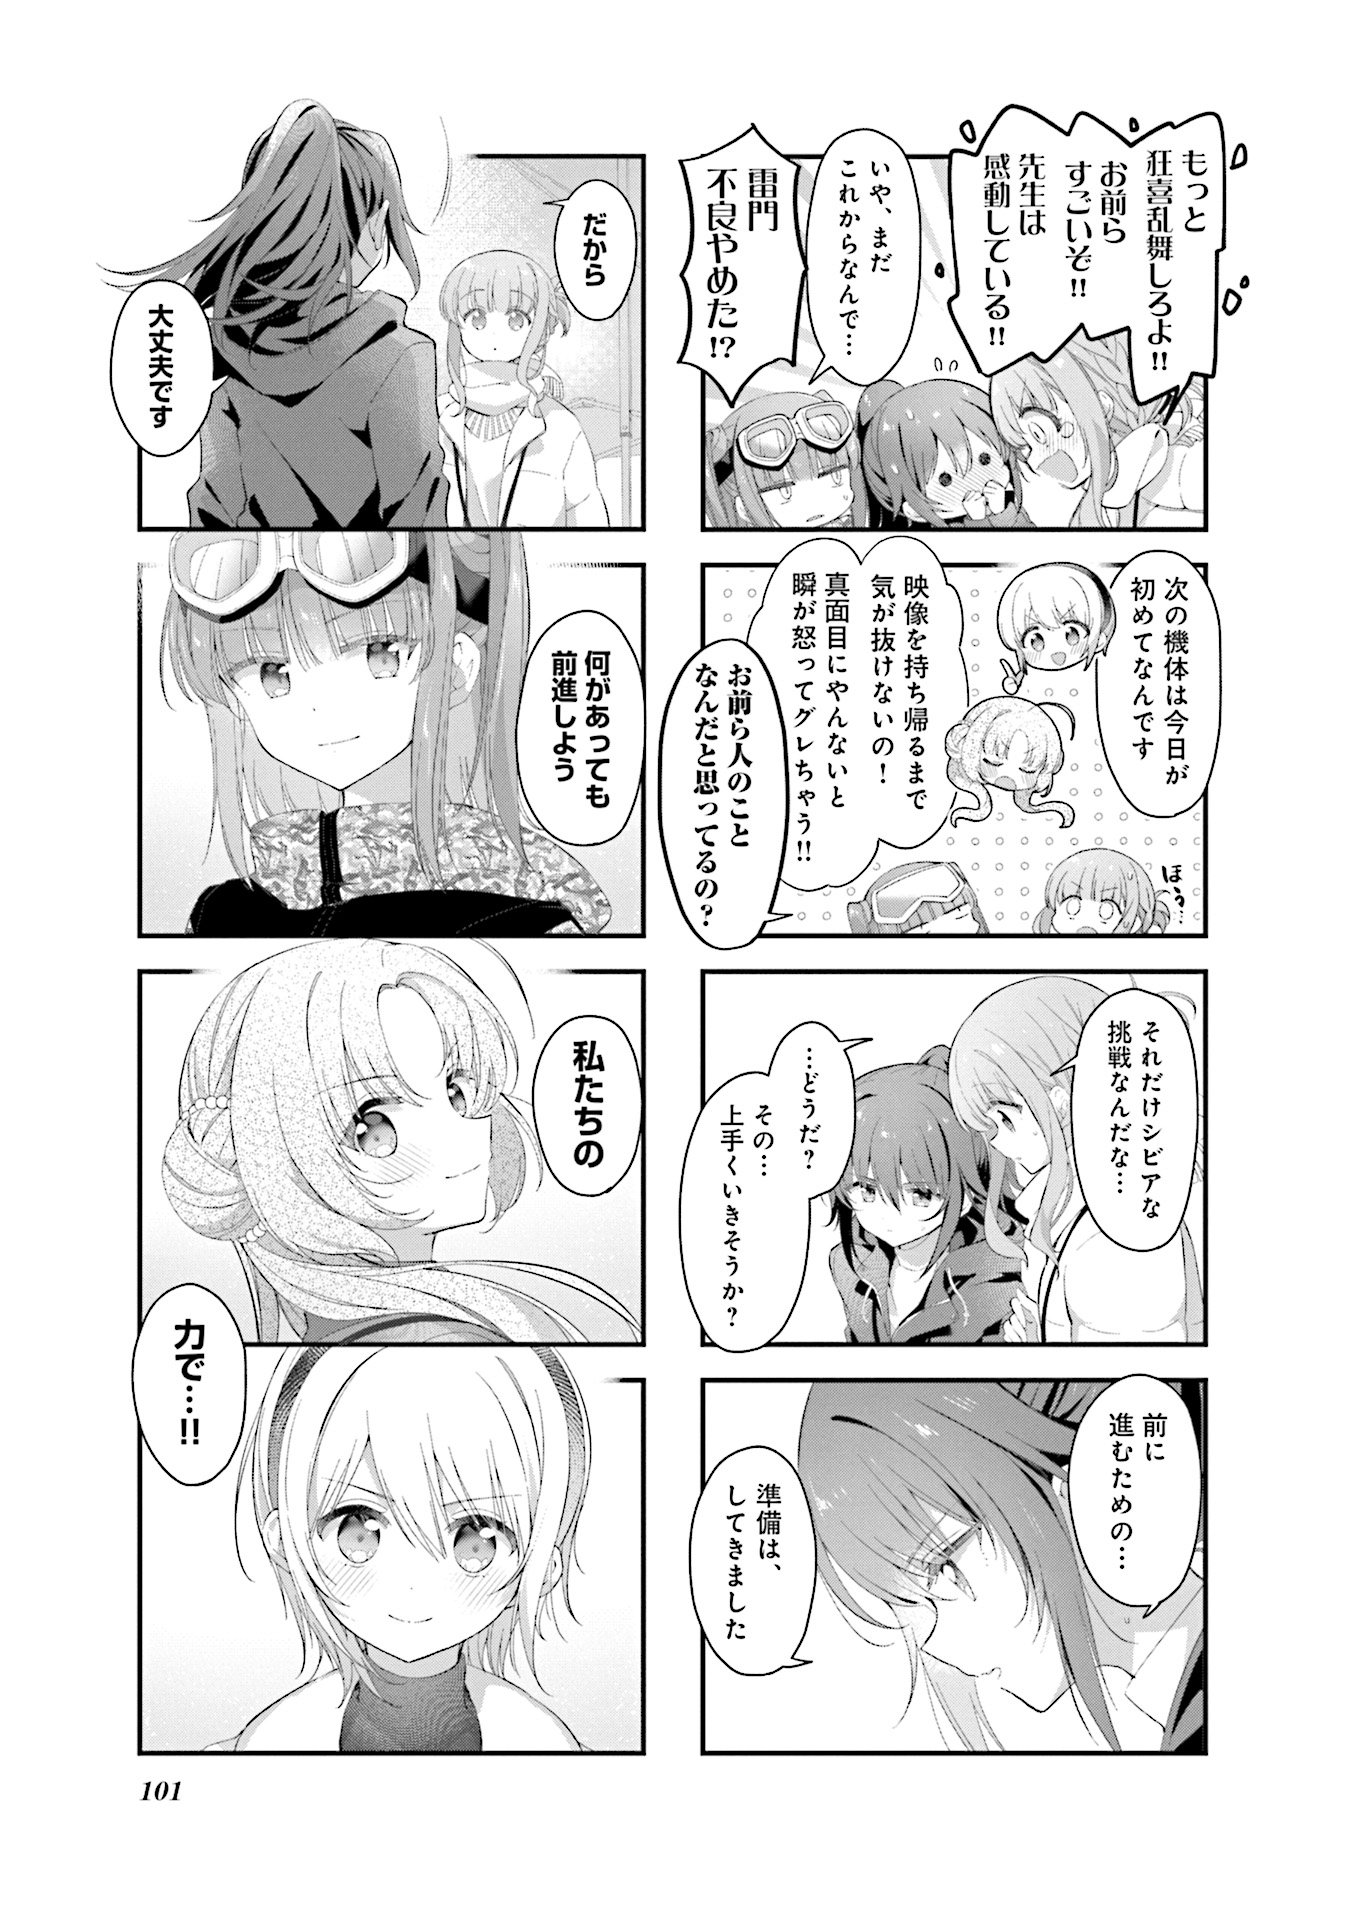 もっと
狂喜乱舞しろよ!!
お前ら
すごいぞ!!
先生は
感動している!!
いや、まだ
これからなんで…
雷門
不良やめた!?
次の機体は今日が
初めてなんです
映像を持ち帰るまで
気が抜けないの!
真面目にやんないと
瞬が怒ってグレちゃう!!
お前ら人のこと
なんだと思ってるの?
ほう…
それだけシビアな
挑戦なんだな…
…どうだ?
その…
上手くいきそうか?
前に
進むための…
準備は、
してきました
だから
大丈夫です
何があっても
前進しよう
私たちの
力で…!!
101